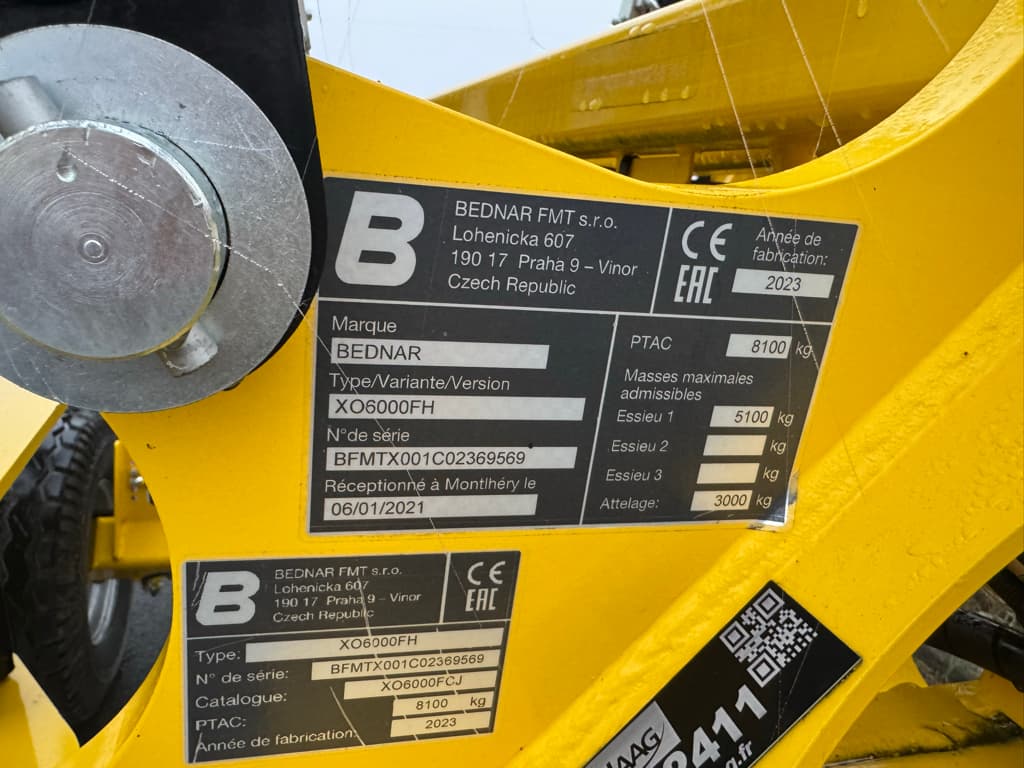 B
BEDNAR FMT s.r.o.
Lohenicka 607
190 17 Praha 9 – Vinor
Czech Republic
CE
EAC
Année de
fabrication:
2023
Marque
BEDNAR
Type/Variante/Version
XO6000FH
N°de série
BFMTX001C02369569
Réceptionné à Montlhéry le
06/01/2021
PTAC 8100 kg
Masses maximales
admissibles
Essieu 1 5100 kg
Essieu 2 kg
Essieu 3 kg
Attelage: 3000 kg
B
BEDNAR FMT s.r.o.
Lohenicka 607
190 17 Praha 9 – Vinor
Czech Republic
CE
EAC
Type: XO6000FH
N° de série: BFMTX001C02369569
Catalogue: XO6000FCJ
PTAC: 8100 kg
Année de fabrication: 2023
HAAG
2411
.fr